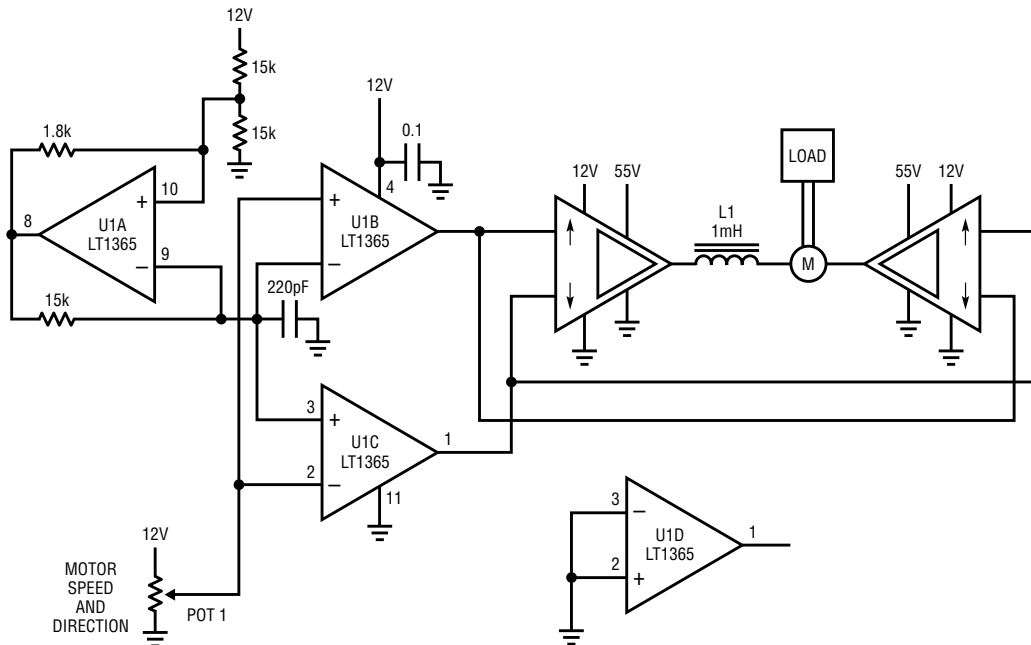 12V
15k
15k
1.8k
12V
0.1
4
8
10
+
U1A
LT1365
9
−
15k
+
U1B
LT1365
−
220pF
12V
55V
L1
1mH
LOAD
M
55V
12V
3
+
U1C
LT1365
2
−
1
11
3
−
U1D
LT1365
2
+
1
12V
MOTOR
SPEED
AND
DIRECTION
POT 1